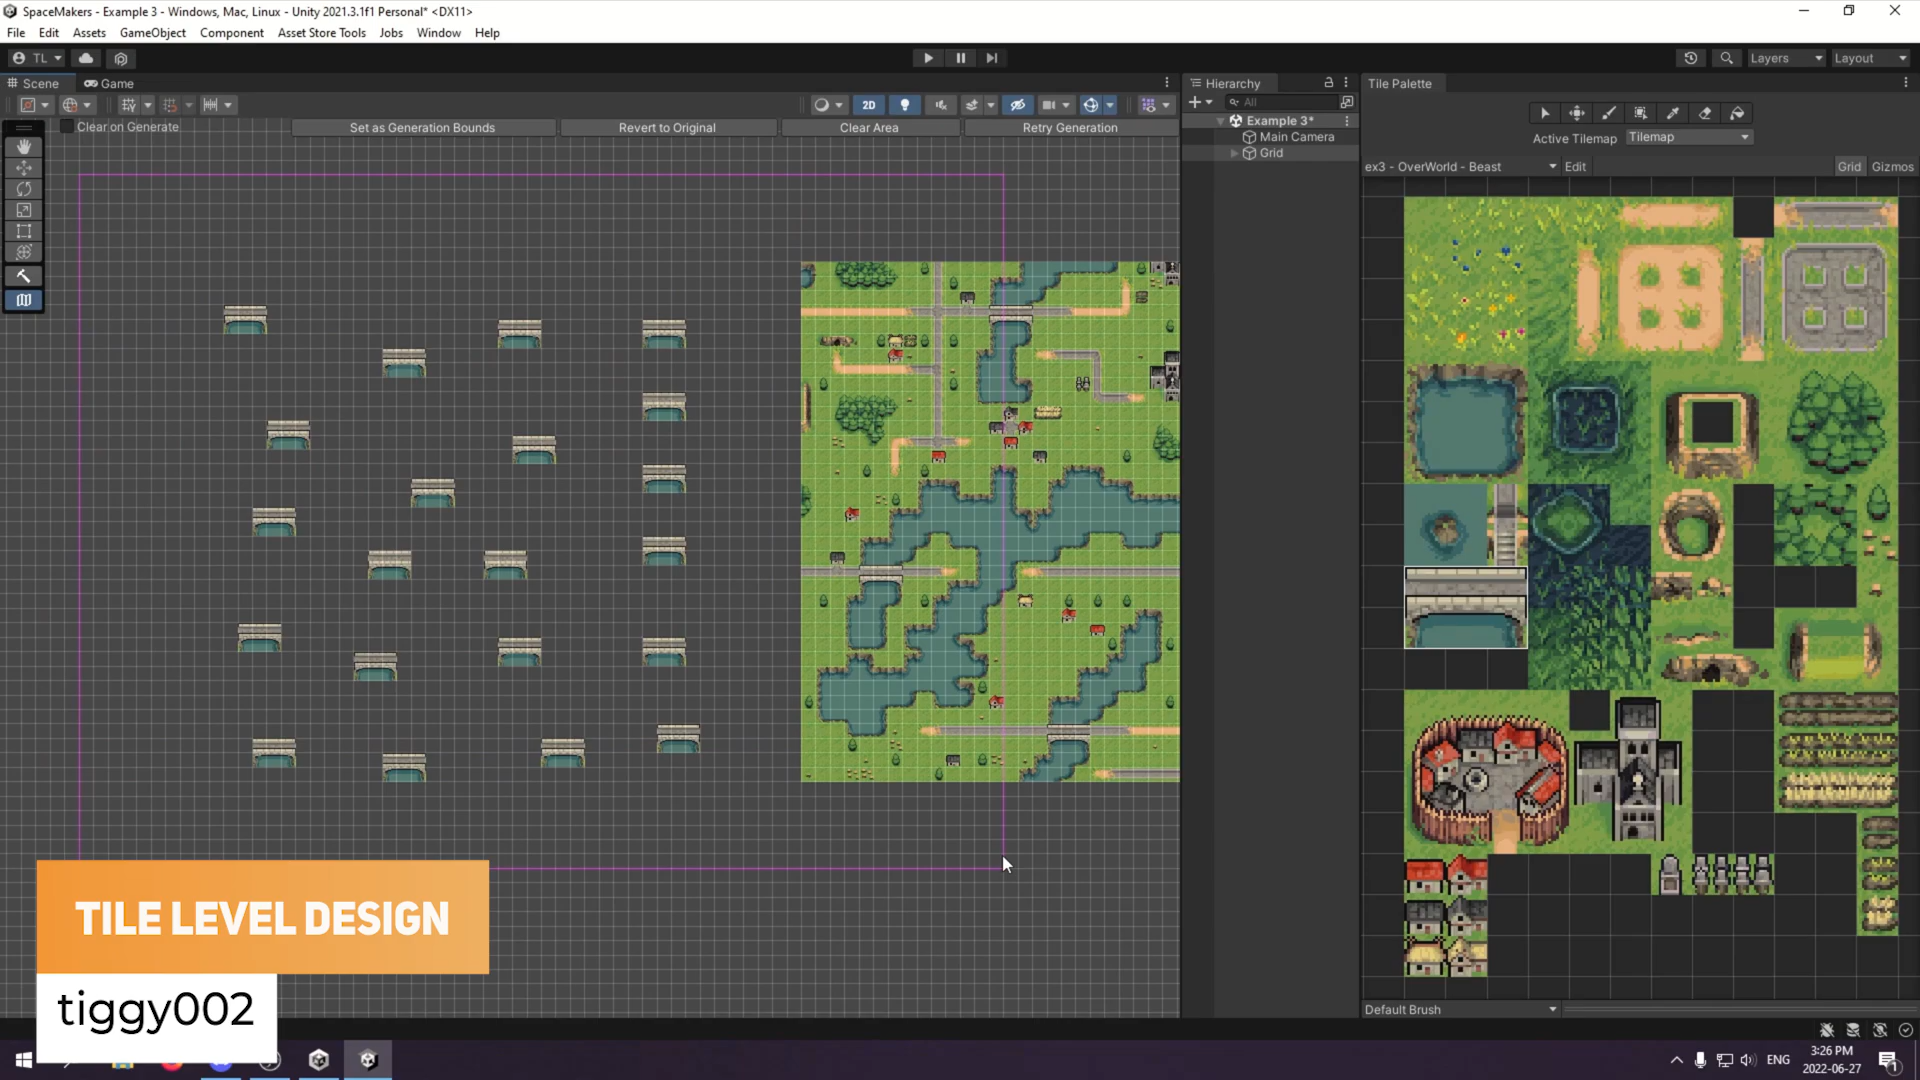 SpaceMakers - Example 3 - Windows, Mac, Linux - Unity 2021.3.1f1 Personal* <DX11>
File Edit Assets GameObject Component Asset Store Tools Jobs Window Help
TL Layers Layout
Scene Game Hierarchy Tile Palette
2D All
Clear on Generate Set as Generation Bounds Revert to Original Clear Area Retry Generation
Example 3*
Main Camera
Grid
Active Tilemap Tilemap
ex3 - OverWorld - Beast Edit Grid Gizmos
TILE LEVEL DESIGN
tiggy002
Default Brush
ENG
3:26 PM
2022-06-27
1